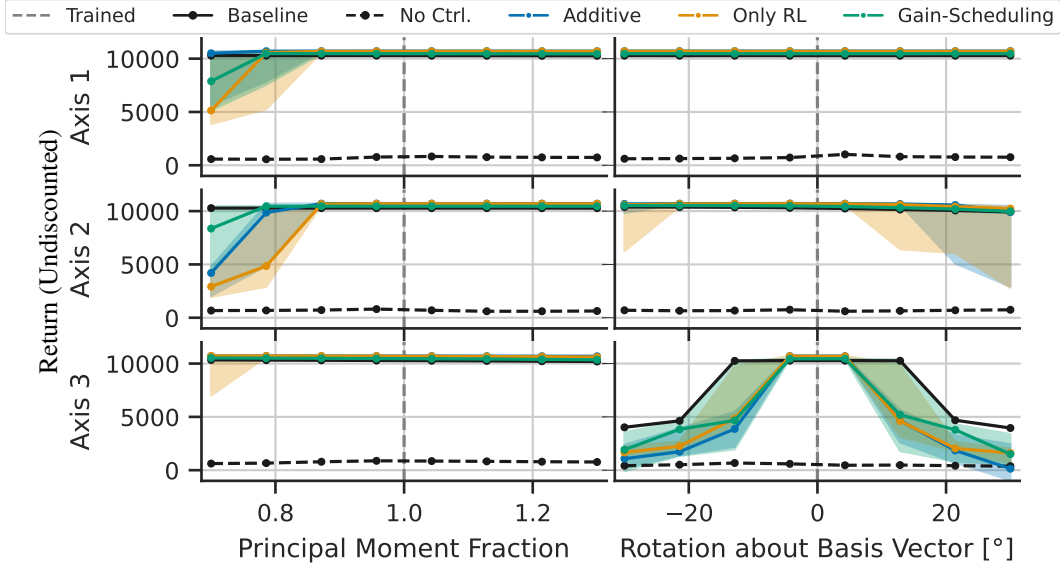 Trained Baseline No Ctrl. Additive Only RL Gain-Scheduling
Return (Undiscounted)
Axis 1
10000
5000
0
Axis 2
10000
5000
0
Axis 3
10000
5000
0
0.8 1.0 1.2
−20 0 20
Principal Moment Fraction
Rotation about Basis Vector [°]